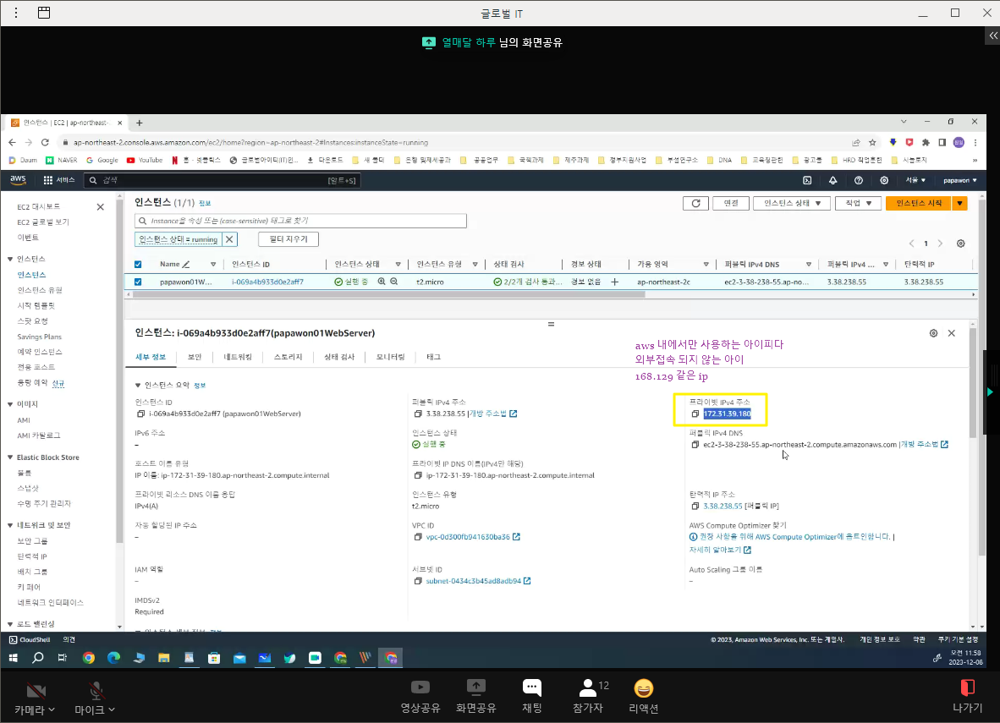 글로벌 IT
열매달 하루 님의 화면공유
인스턴스 | EC2 | ap-northeast-
ap-northeast-2.console.aws.amazon.com/ec2/home?region=ap-northeast-2#Instances:instanceState=running
Daum NAVER Google YouTube 홈 - 넷플릭스 글로벌아이티(IT)인... 다운로드 새 폴더 은평 맞제세공과 공공업무 국책과제 제주과제 정부지원사업 부설연구소 DNA 교육청관련 광고툴 HRD 직업훈련 시놀로지 »
aws 서비스 검색 [알트+S] 서울 ▼ papawon ▼
EC2 대시보드
EC2 글로벌 보기
이벤트
▼ 인스턴스
인스턴스
인스턴스 유형
시작 템플릿
스팟 요청
Savings Plans
예약 인스턴스
전용 호스트
용량 예약 신규
▼ 이미지
AMI
AMI 카탈로그
▼ Elastic Block Store
볼륨
스냅샷
수명 주기 관리자
▼ 네트워크 및 보안
보안 그룹
탄력적 IP
배치 그룹
키 페어
네트워크 인터페이스
▼ 로드 밸런싱
인스턴스 (1/1) 정보
연결 인스턴스 상태 ▼ 작업 ▼ 인스턴스 시작 ▼
Instance을 속성 또는 (case-sensitive) 태그로 찾기
인스턴스 상태 = running 필터 지우기
1
Name 인스턴스 ID 인스턴스 상태 인스턴스 유형 상태 검사 경보 상태 가용 영역 퍼블릭 IPv4 DNS 퍼블릭 IPv4 ... 탄력적 IP
papawon01W... i-069a4b933d0e2aff7 실행 중 t2.micro 2/2개 검사 통과... 경보 없음 + ap-northeast-2c ec2-3-38-238-55.ap-no... 3.38.238.55 3.38.238.55
인스턴스: i-069a4b933d0e2aff7(papawon01WebServer)
세부 정보 보안 네트워킹 스토리지 상태 검사 모니터링 태그
aws 내에서만 사용하는 아이피다
외부접속 되지 않는 아이
168.129 같은 ip
▼ 인스턴스 요약 정보
인스턴스 ID
i-069a4b933d0e2aff7 (papawon01WebServer)
퍼블릭 IPv4 주소
3.38.238.55 |개방 주소법
프라이빗 IPv4 주소
172.31.39.180
IPv6 주소
–
인스턴스 상태
실행 중
퍼블릭 IPv4 DNS
ec2-3-38-238-55.ap-northeast-2.compute.amazonaws.com |개방 주소법
호스트 이름 유형
IP 이름: ip-172-31-39-180.ap-northeast-2.compute.internal
프라이빗 IP DNS 이름(IPv4만 해당)
ip-172-31-39-180.ap-northeast-2.compute.internal
프라이빗 리소스 DNS 이름 응답
IPv4(A)
인스턴스 유형
t2.micro
탄력적 IP 주소
3.38.238.55 [퍼블릭 IP]
자동 할당된 IP 주소
–
VPC ID
vpc-0d300fb941630ba36
AWS Compute Optimizer 찾기
권장 사항을 위해 AWS Compute Optimizer에 옵트인합니다. |
자세히 알아보기
IAM 역할
–
서브넷 ID
subnet-0434c3b45ad8adb94
Auto Scaling 그룹 이름
–
IMDSv2
Required
▼ 인스턴스 세부 정보 정보
CloudShell 의견 © 2023, Amazon Web Services, Inc. 또는 계열사. 개인 정보 보호 약관 쿠키 기본 설정
오전 11:58
2023-12-08
카메라 마이크 영상공유 화면공유 채팅 참가자 12 리액션 나가기